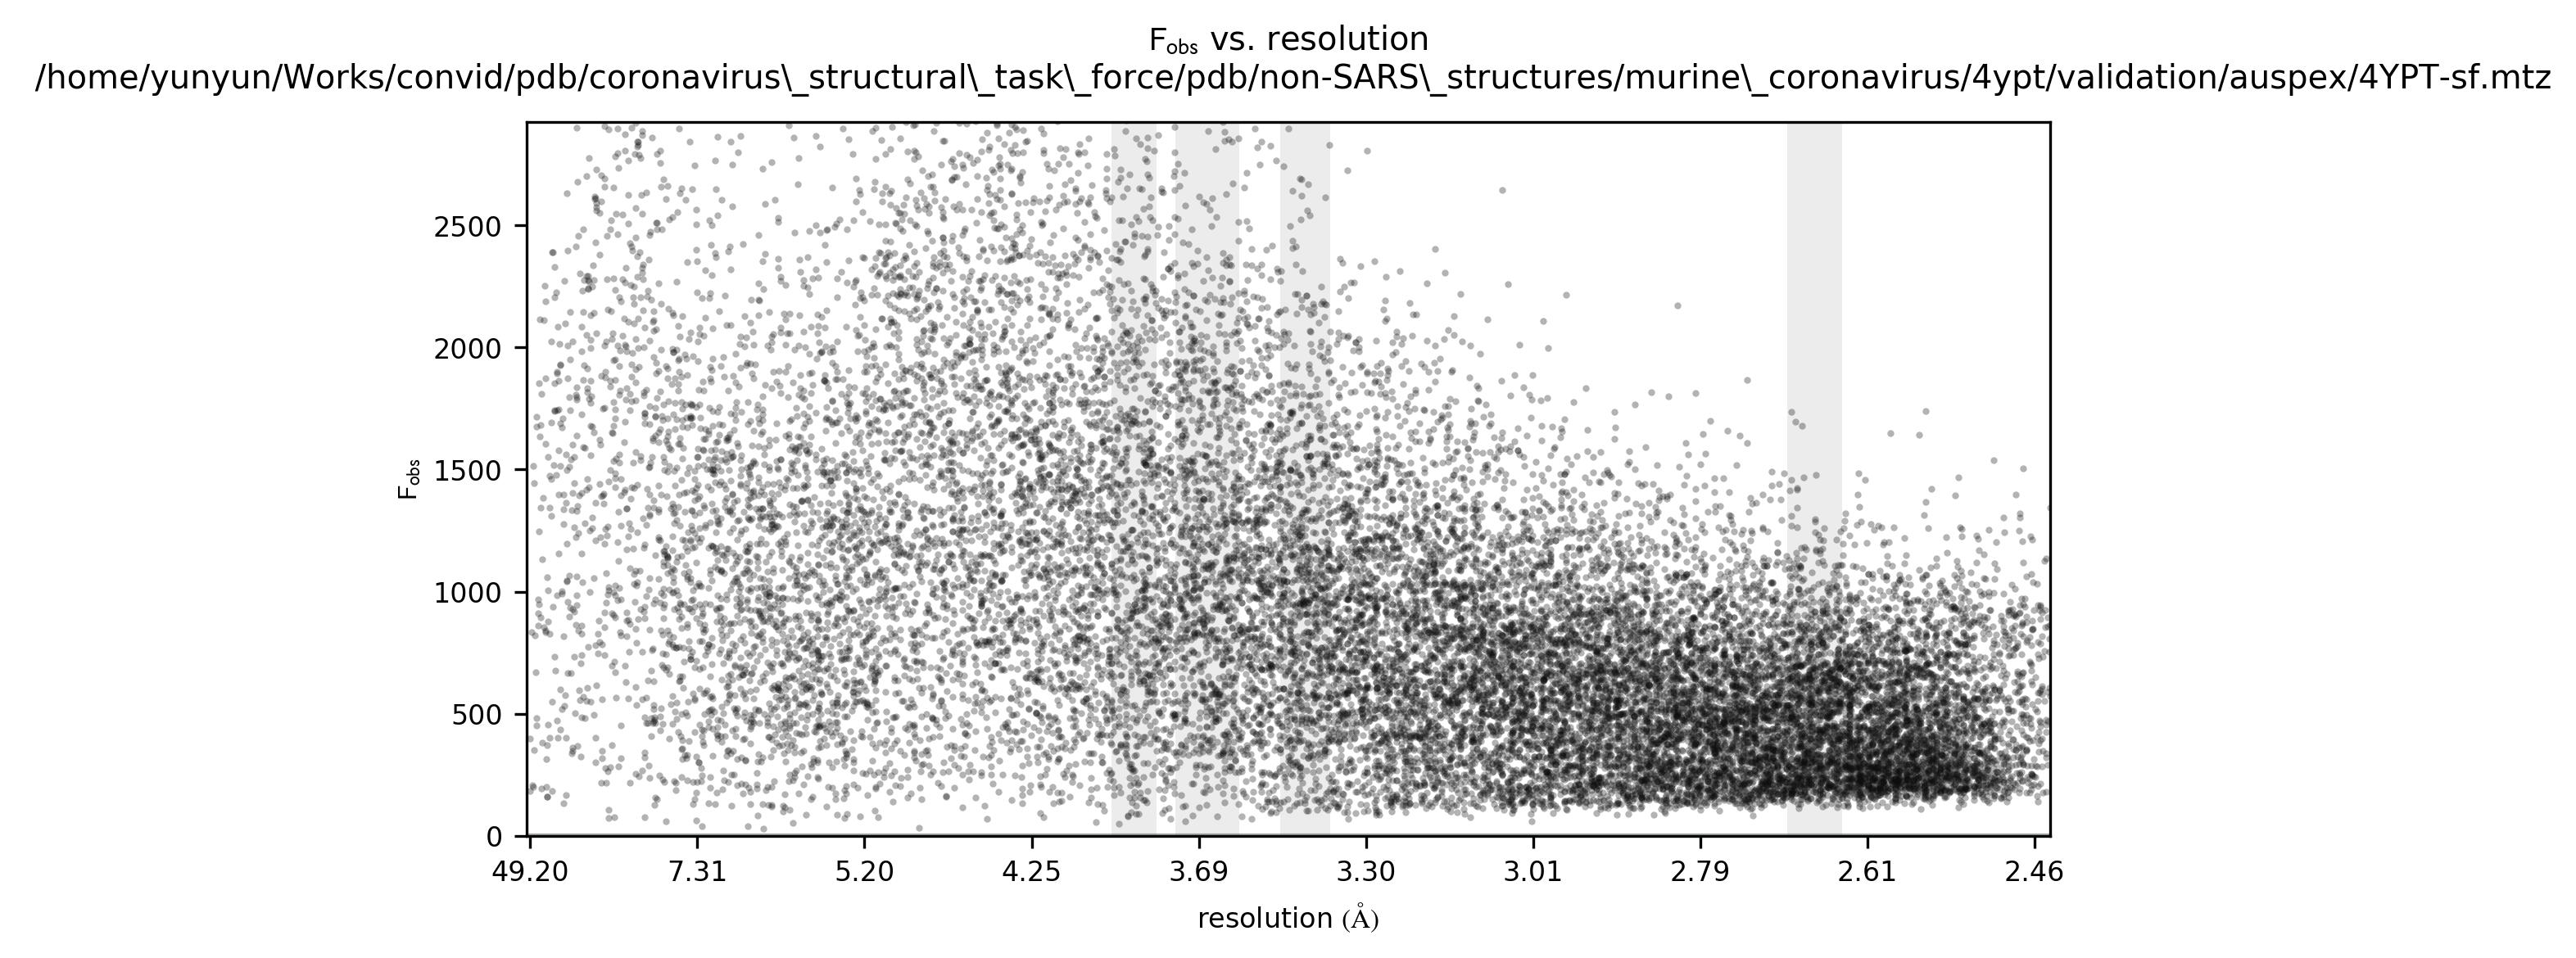 Fobs vs. resolution
/home/yunyun/Works/convid/pdb/coronavirus\_structural\_task\_force/pdb/non-SARS\_structures/murine\_coronavirus/4ypt/validation/auspex/4YPT-sf.mtz
Fobs
2500
2000
1500
1000
500
0
49.20 7.31 5.20 4.25 3.69 3.30 3.01 2.79 2.61 2.46
resolution (Å)